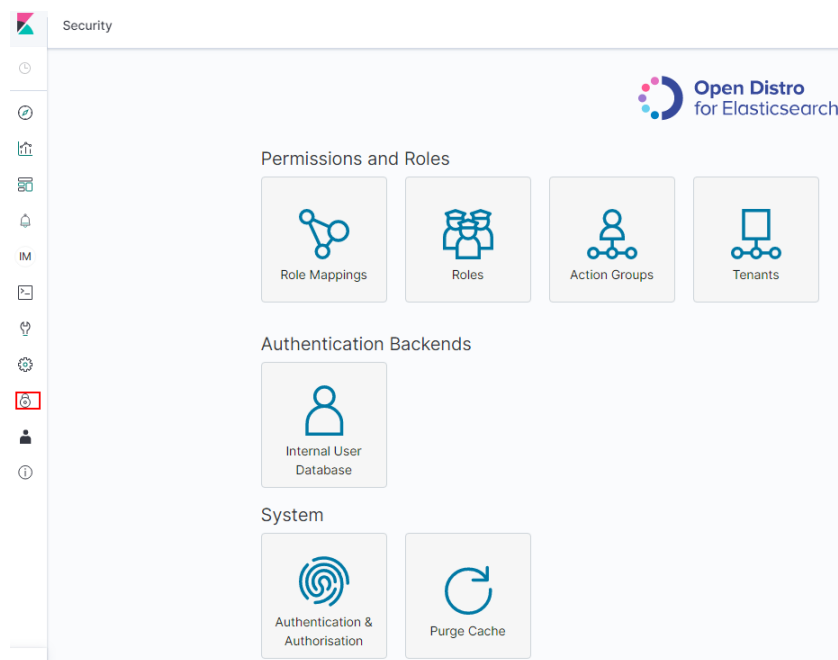 Security
Open Distro
for Elasticsearch
Permissions and Roles
Role Mappings
Roles
Action Groups
Tenants
IM
Authentication Backends
Internal User
Database
System
Authentication &
Authorisation
Purge Cache